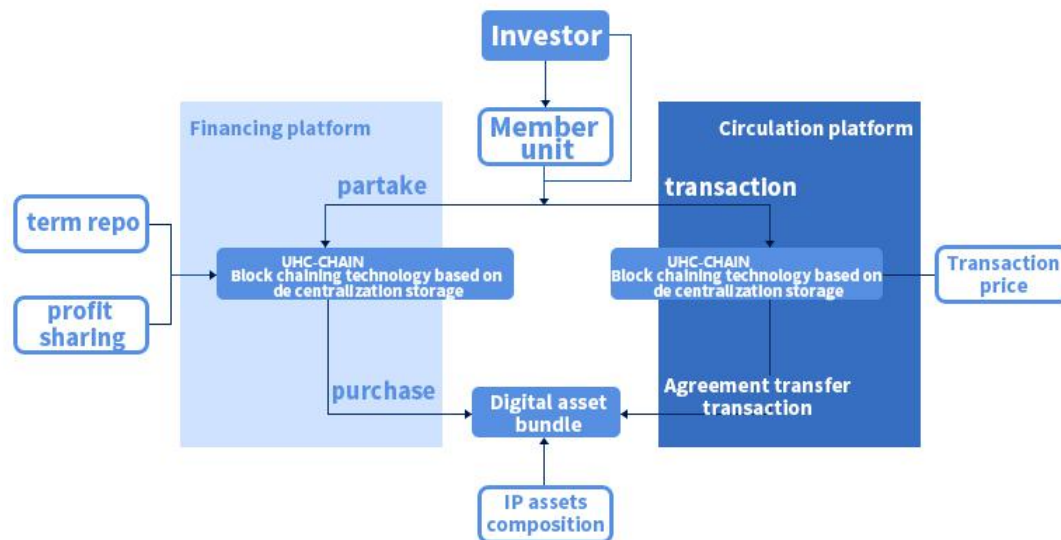 Investor
Member
unit
Financing platform
Circulation platform
partake
transaction
term repo
profit
sharing
UHC-CHAIN
Block chaining technology based on
de centralization storage
UHC-CHAIN
Block chaining technology based on
de centralization storage
Transaction
price
purchase
Agreement transfer
transaction
Digital asset
bundle
IP assets
composition